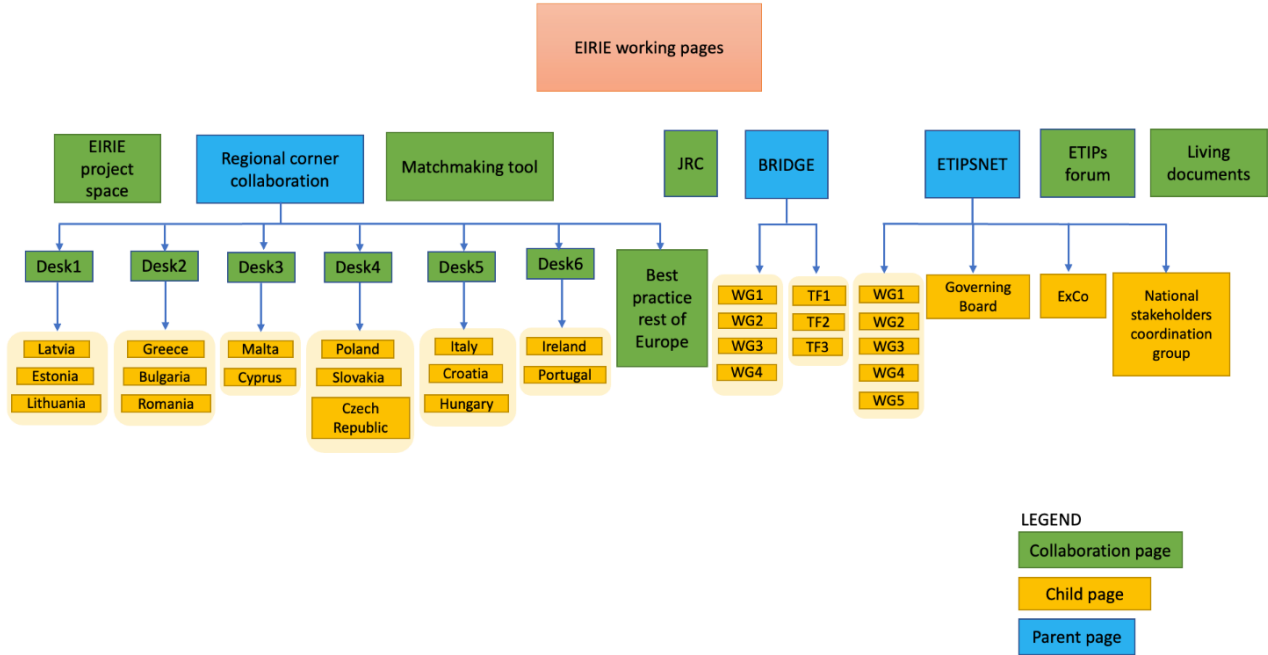 EIRIE working pages
EIRIE
project
space
Regional corner
collaboration
Matchmaking tool
JRC
BRIDGE
ETIPSNET
ETIPs
forum
Living
documents
Desk1
Desk2
Desk3
Desk4
Desk5
Desk6
Best
practice
rest of
Europe
Latvia
Estonia
Lithuania
Greece
Bulgaria
Romania
Malta
Cyprus
Poland
Slovakia
Czech
Republic
Italy
Croatia
Hungary
Ireland
Portugal
WG1
WG2
WG3
WG4
TF1
TF2
TF3
WG1
WG2
WG3
WG4
WG5
Governing
Board
ExCo
National
stakeholders
coordination
group
LEGEND
Collaboration page
Child page
Parent page